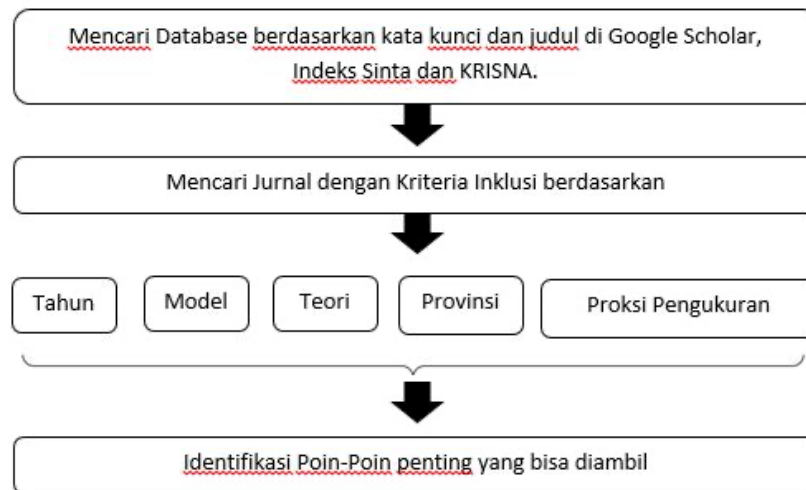 Mencari Database berdasarkan kata kunci dan judul di Google Scholar,
Indeks Sinta dan KRISNA.
Mencari Jurnal dengan Kriteria Inklusi berdasarkan
Tahun
Model
Teori
Provinsi
Proksi Pengukuran
Identifikasi Poin-Poin penting yang bisa diambil